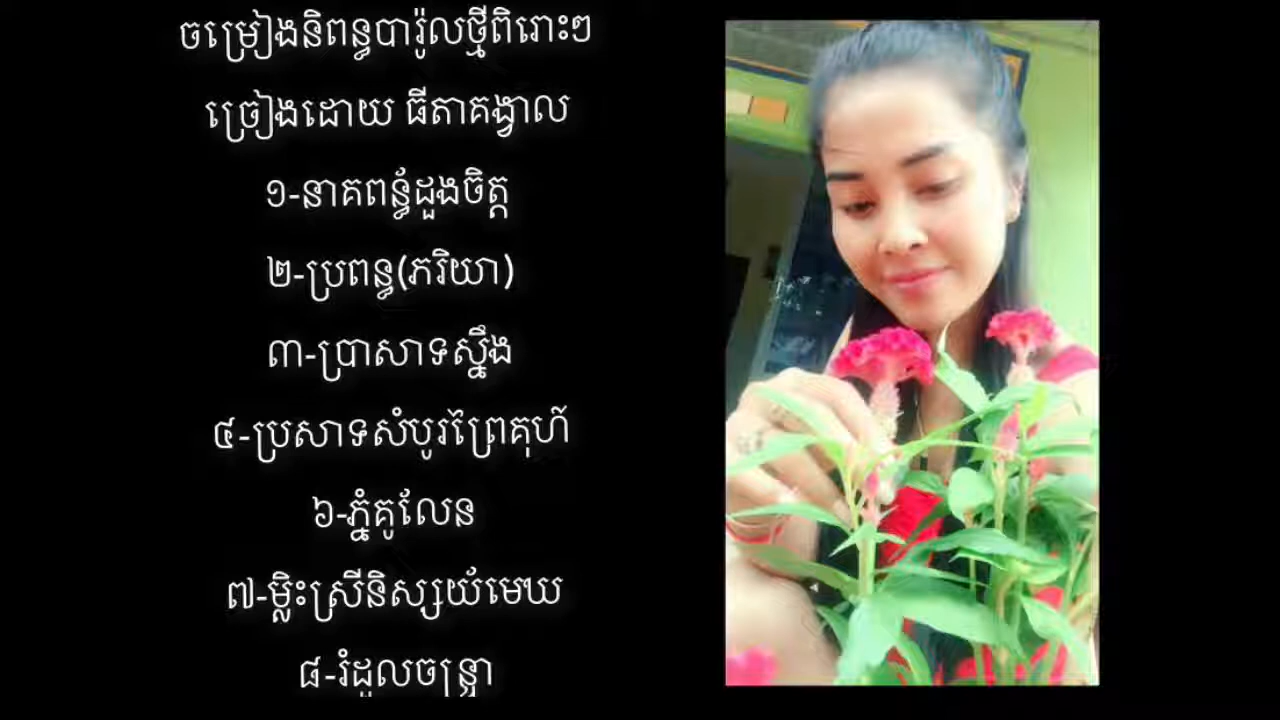 ចម្រៀងនិពន្ធបារ៉ូលថ្មីពិរោះៗ
ច្រៀងដោយ ធីតាគង្វាល
១-នាគពន្ធ័ដួងចិត្ត
២-ប្រពន្ធ(ភរិយា)
៣-ប្រាសាទស្នឹង
៤-ប្រសាទសំបូរព្រៃគុហ៍
៦-ភ្នំគូលែន
៧-ម្លិះស្រីនិស្សយ័មេឃ
៨-រំដួលចន្ទ្រា